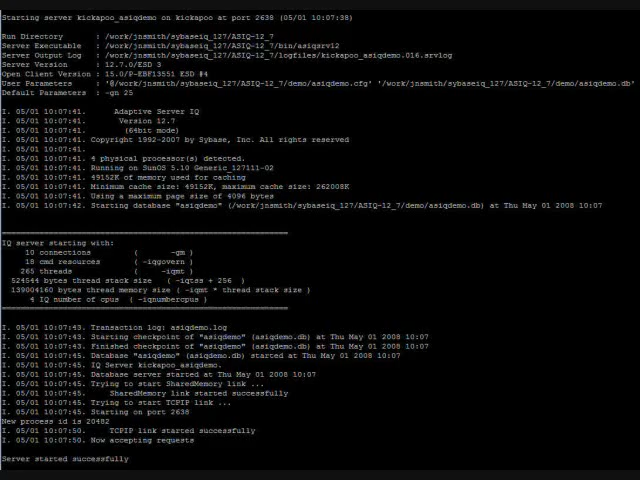 Starting server kickapoo_asiqdemo on kickapoo at port 2638 (05/01 10:07:38)
Run Directory : /work/jnsmith/sybaseiq_127/ASIQ-12_7
Server Executable : /work/jnsmith/sybaseiq_127/ASIQ-12_7/bin/asiqsrv12
Server Output Log : /work/jnsmith/sybaseiq_127/ASIQ-12_7/logfiles/kickapoo_asiqdemo.016.srvlog
Server Version : 12.7.0/ESD 3
Open Client Version : 15.0/P-EBF13551 ESD #4
User Parameters : '@/work/jnsmith/sybaseiq_127/ASIQ-12_7/demo/asiqdemo.cfg' '/work/jnsmith/sybaseiq_127/ASIQ-12_7/demo/asiqdemo.db'
Default Parameters : -gn 25
I. 05/01 10:07:41. Adaptive Server IQ
I. 05/01 10:07:41. Version 12.7
I. 05/01 10:07:41. (64bit mode)
I. 05/01 10:07:41. Copyright 1992-2007 by Sybase, Inc. All rights reserved
I. 05/01 10:07:41.
I. 05/01 10:07:41. 4 physical processor(s) detected.
I. 05/01 10:07:41. Running on SunOS 5.10 Generic_127111-02
I. 05/01 10:07:41. 49152K of memory used for caching
I. 05/01 10:07:41. Minimum cache size: 49152K, maximum cache size: 262008K
I. 05/01 10:07:41. Using a maximum page size of 4096 bytes
I. 05/01 10:07:42. Starting database "asiqdemo" (/work/jnsmith/sybaseiq_127/ASIQ-12_7/demo/asiqdemo.db) at Thu May 01 2008 10:07
=================================================================
IQ server starting with:
10 connections ( -gm )
18 cmd resources ( -iqgovern )
265 threads ( -iqmt )
524544 bytes thread stack size ( -iqtss + 256 )
139004160 bytes thread memory size ( -iqmt * thread stack size )
4 IQ number of cpus ( -iqnumbercpus )
=================================================================
I. 05/01 10:07:43. Transaction log: asiqdemo.log
I. 05/01 10:07:43. Starting checkpoint of "asiqdemo" (asiqdemo.db) at Thu May 01 2008 10:07
I. 05/01 10:07:43. Finished checkpoint of "asiqdemo" (asiqdemo.db) at Thu May 01 2008 10:07
I. 05/01 10:07:45. Database "asiqdemo" (asiqdemo.db) started at Thu May 01 2008 10:07
I. 05/01 10:07:45. IQ Server kickapoo_asiqdemo.
I. 05/01 10:07:45. Database server started at Thu May 01 2008 10:07
I. 05/01 10:07:45. Trying to start SharedMemory link ...
I. 05/01 10:07:45. SharedMemory link started successfully
I. 05/01 10:07:45. Trying to start TCPIP link ...
I. 05/01 10:07:45. Starting on port 2638
New process id is 20482
I. 05/01 10:07:50. TCPIP link started successfully
I. 05/01 10:07:50. Now accepting requests
Server started successfully